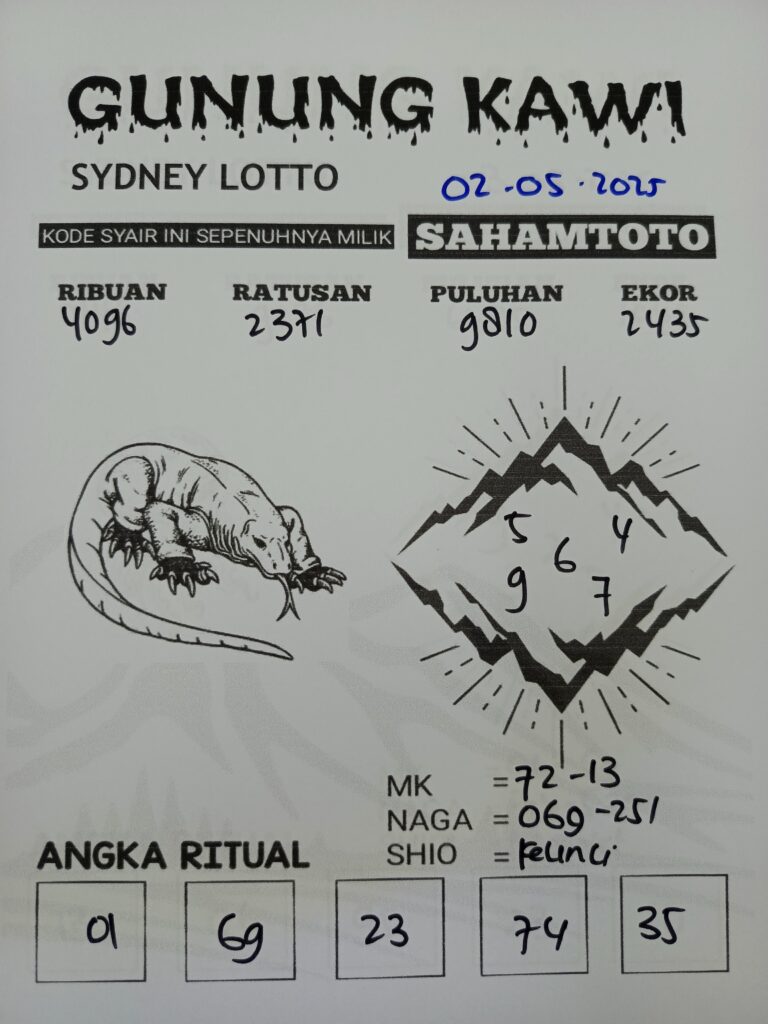 GUNUNG KAWI
SYDNEY LOTTO 02-05-2025
KODE SYAIR INI SEPENUHNYA MILIK SAHAMTOTO
RIBUAN RATUSAN PULUHAN EKOR
4096 2371 9810 2435
5 4
6
9 7
MK = 72-13
NAGA = 069-251
SHIO = kelinci
ANGKA RITUAL
01 69 23 74 35